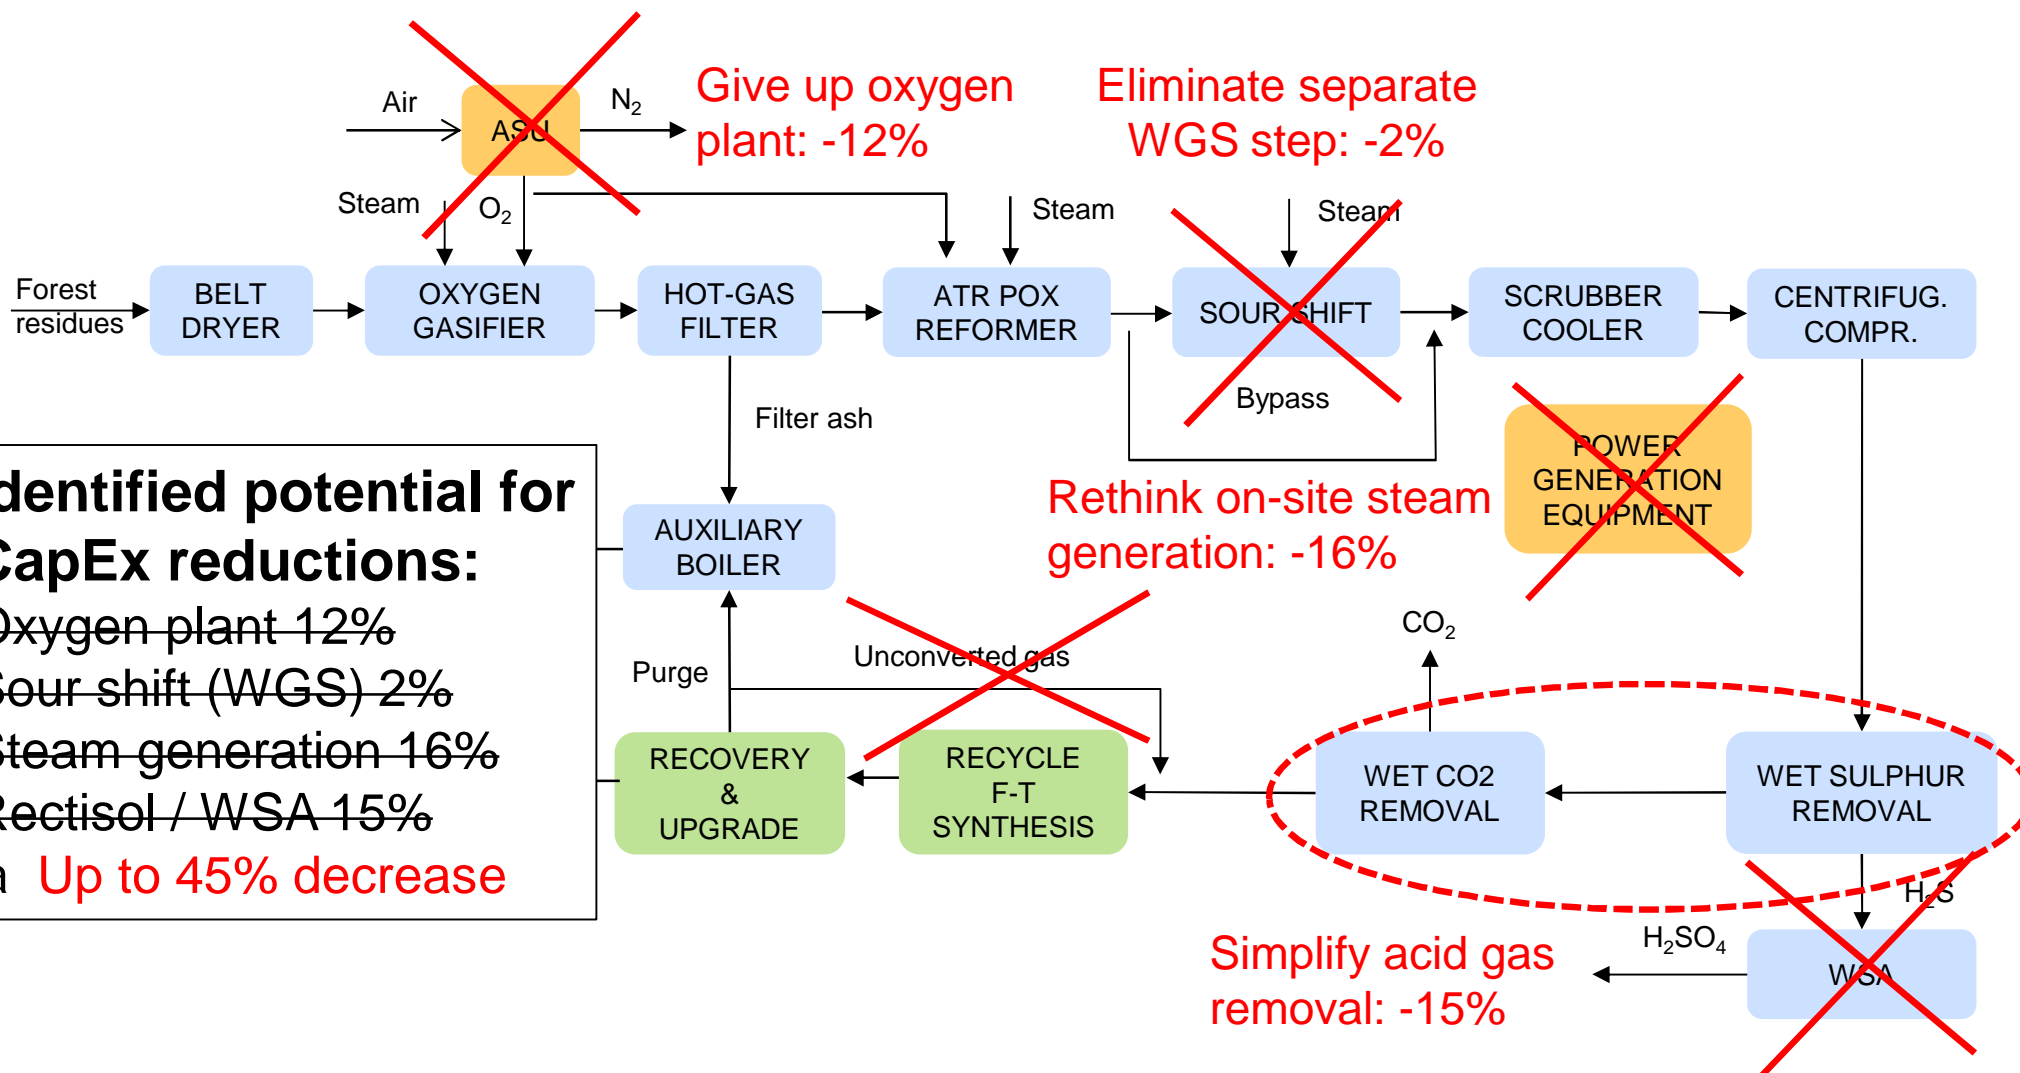 Air
ASU
N₂
Give up oxygen
plant: -12%
Eliminate separate
WGS step: -2%
Steam
O₂
Steam
Steam
Forest
residues
BELT
DRYER
OXYGEN
GASIFIER
HOT-GAS
FILTER
ATR POX
REFORMER
SOUR SHIFT
SCRUBBER
COOLER
CENTRIFUG.
COMPR.
Bypass
Filter ash
POWER
GENERATION
EQUIPMENT
dentified potential for
CapEx reductions:
Oxygen plant 12%
Sour shift (WGS) 2%
Steam generation 16%
Rectisol / WSA 15%
a Up to 45% decrease
AUXILIARY
BOILER
Rethink on-site steam
generation: -16%
Purge
Unconverted gas
CO₂
RECOVERY
&
UPGRADE
RECYCLE
F-T
SYNTHESIS
WET CO2
REMOVAL
WET SULPHUR
REMOVAL
H₂S
H₂SO₄
WSA
Simplify acid gas
removal: -15%